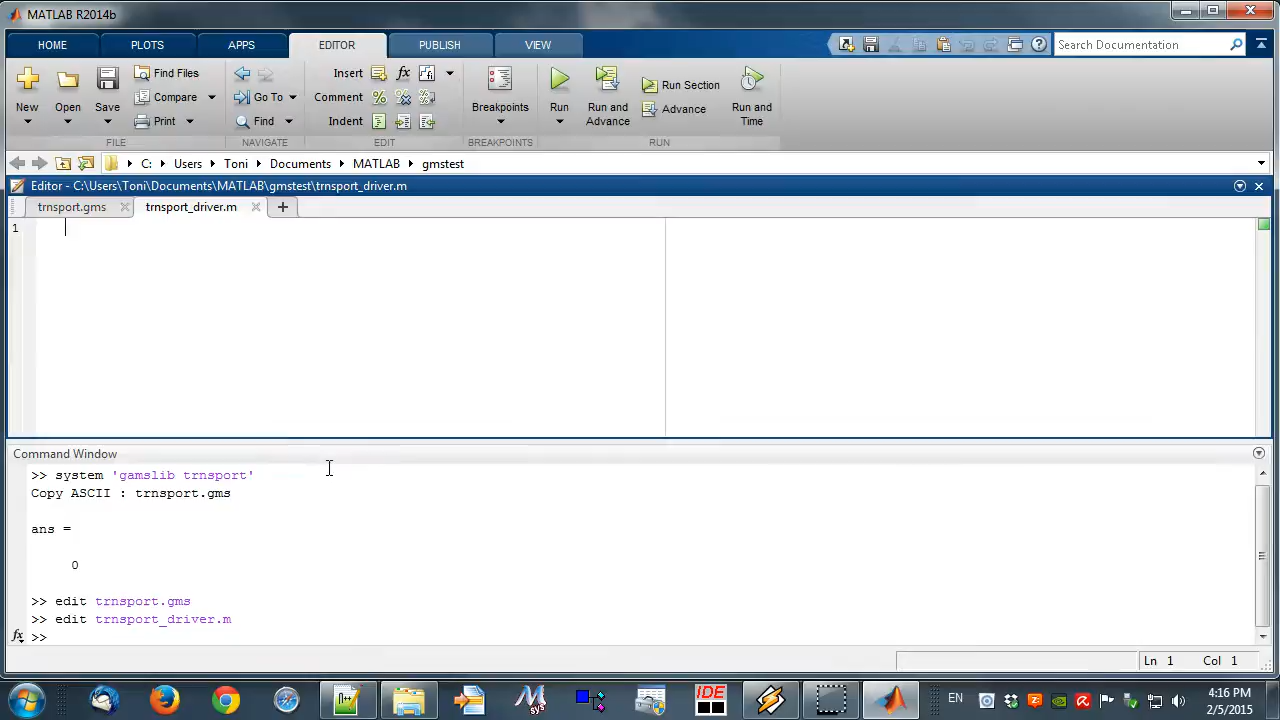 MATLAB R2014b
HOME PLOTS APPS EDITOR PUBLISH VIEW Search Documentation
Find Files Insert fx Run Section
New Open Save Compare Go To Comment Breakpoints Run Run and Advance Advance Run and Time
Print Find Indent
FILE NAVIGATE EDIT BREAKPOINTS RUN
C: Users Toni Documents MATLAB gmstest
Editor - C:\Users\Toni\Documents\MATLAB\gmstest\trnsport_driver.m
trnsport.gms trnsport_driver.m +
1
Command Window
>> system 'gamslib trnsport'
Copy ASCII : trnsport.gms
ans =
0
>> edit trnsport.gms
>> edit trnsport_driver.m
fx >>
Ln 1 Col 1
IDE EN 4:16 PM
2/5/2015